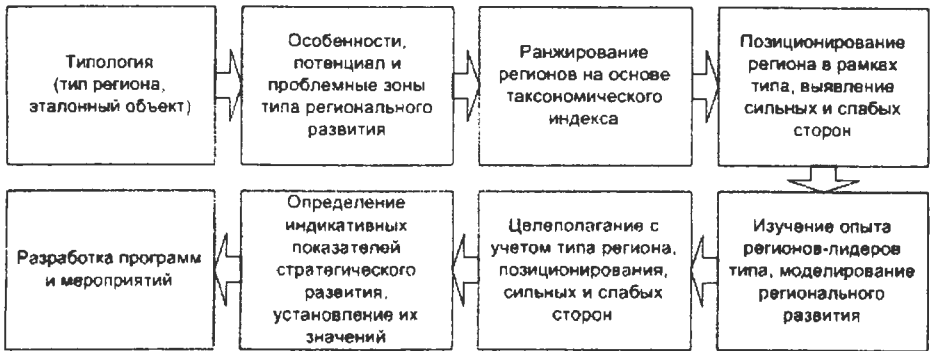 Типология
(тип региона,
эталонный объект)
Особенности,
потенциал и
проблемные зоны
типа регионального
развития
Ранжирование
регионов на основе
таксономического
индекса
Позиционирование
региона в рамках
типа, выявление
сильных и слабых
сторон
Изучение опыта
регионов-лидеров
типа, моделирование
регионального
развития
Целеполагание с
учетом типа региона,
позиционирования,
сильных и слабых
сторон
Определение
индикативных
показателей
стратегического
развития,
установление их
значений
Разработка программ
и мероприятий